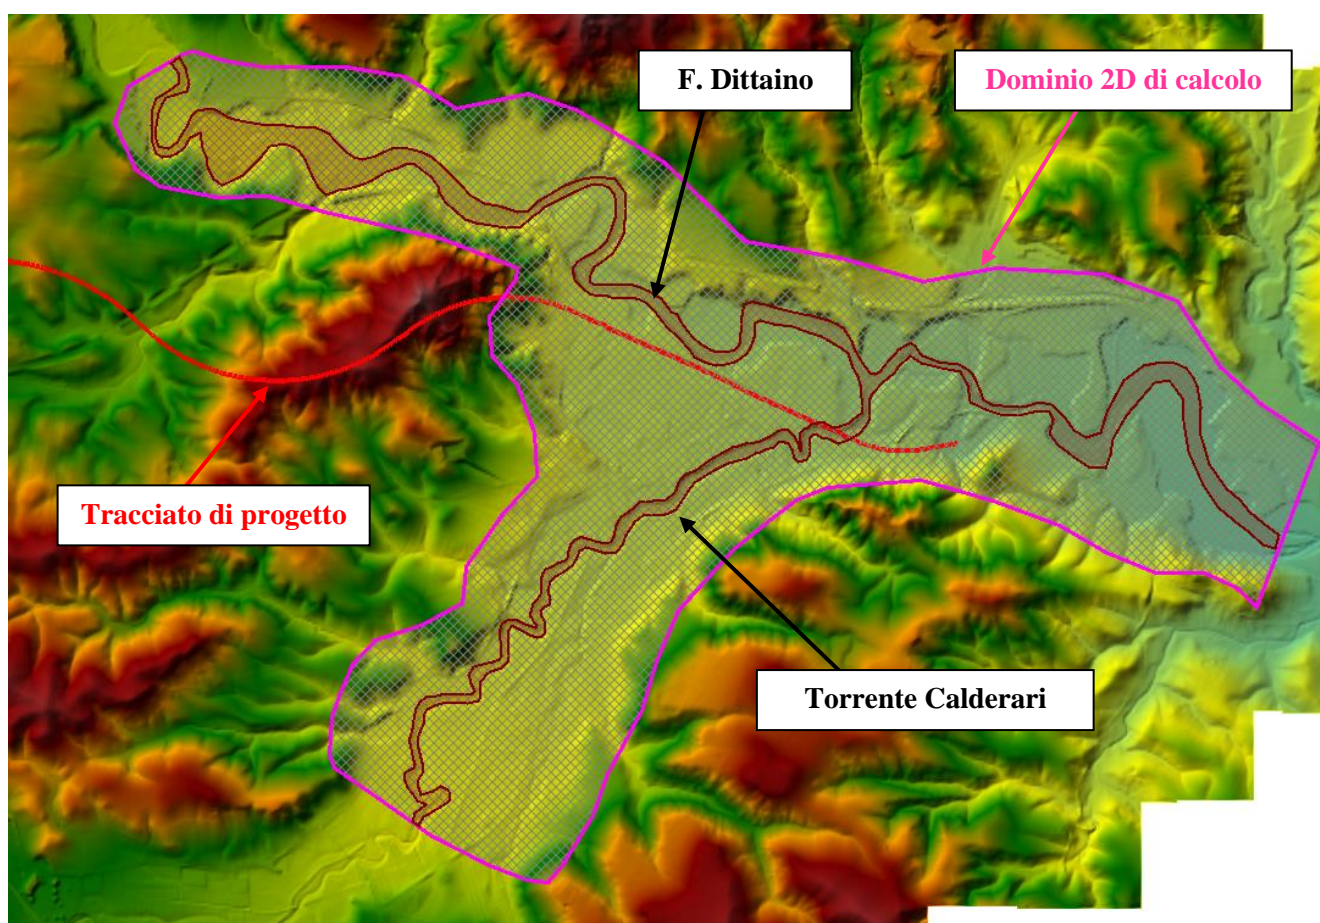 F. Dittaino
Dominio 2D di calcolo
Tracciato di progetto
Torrente Calderari